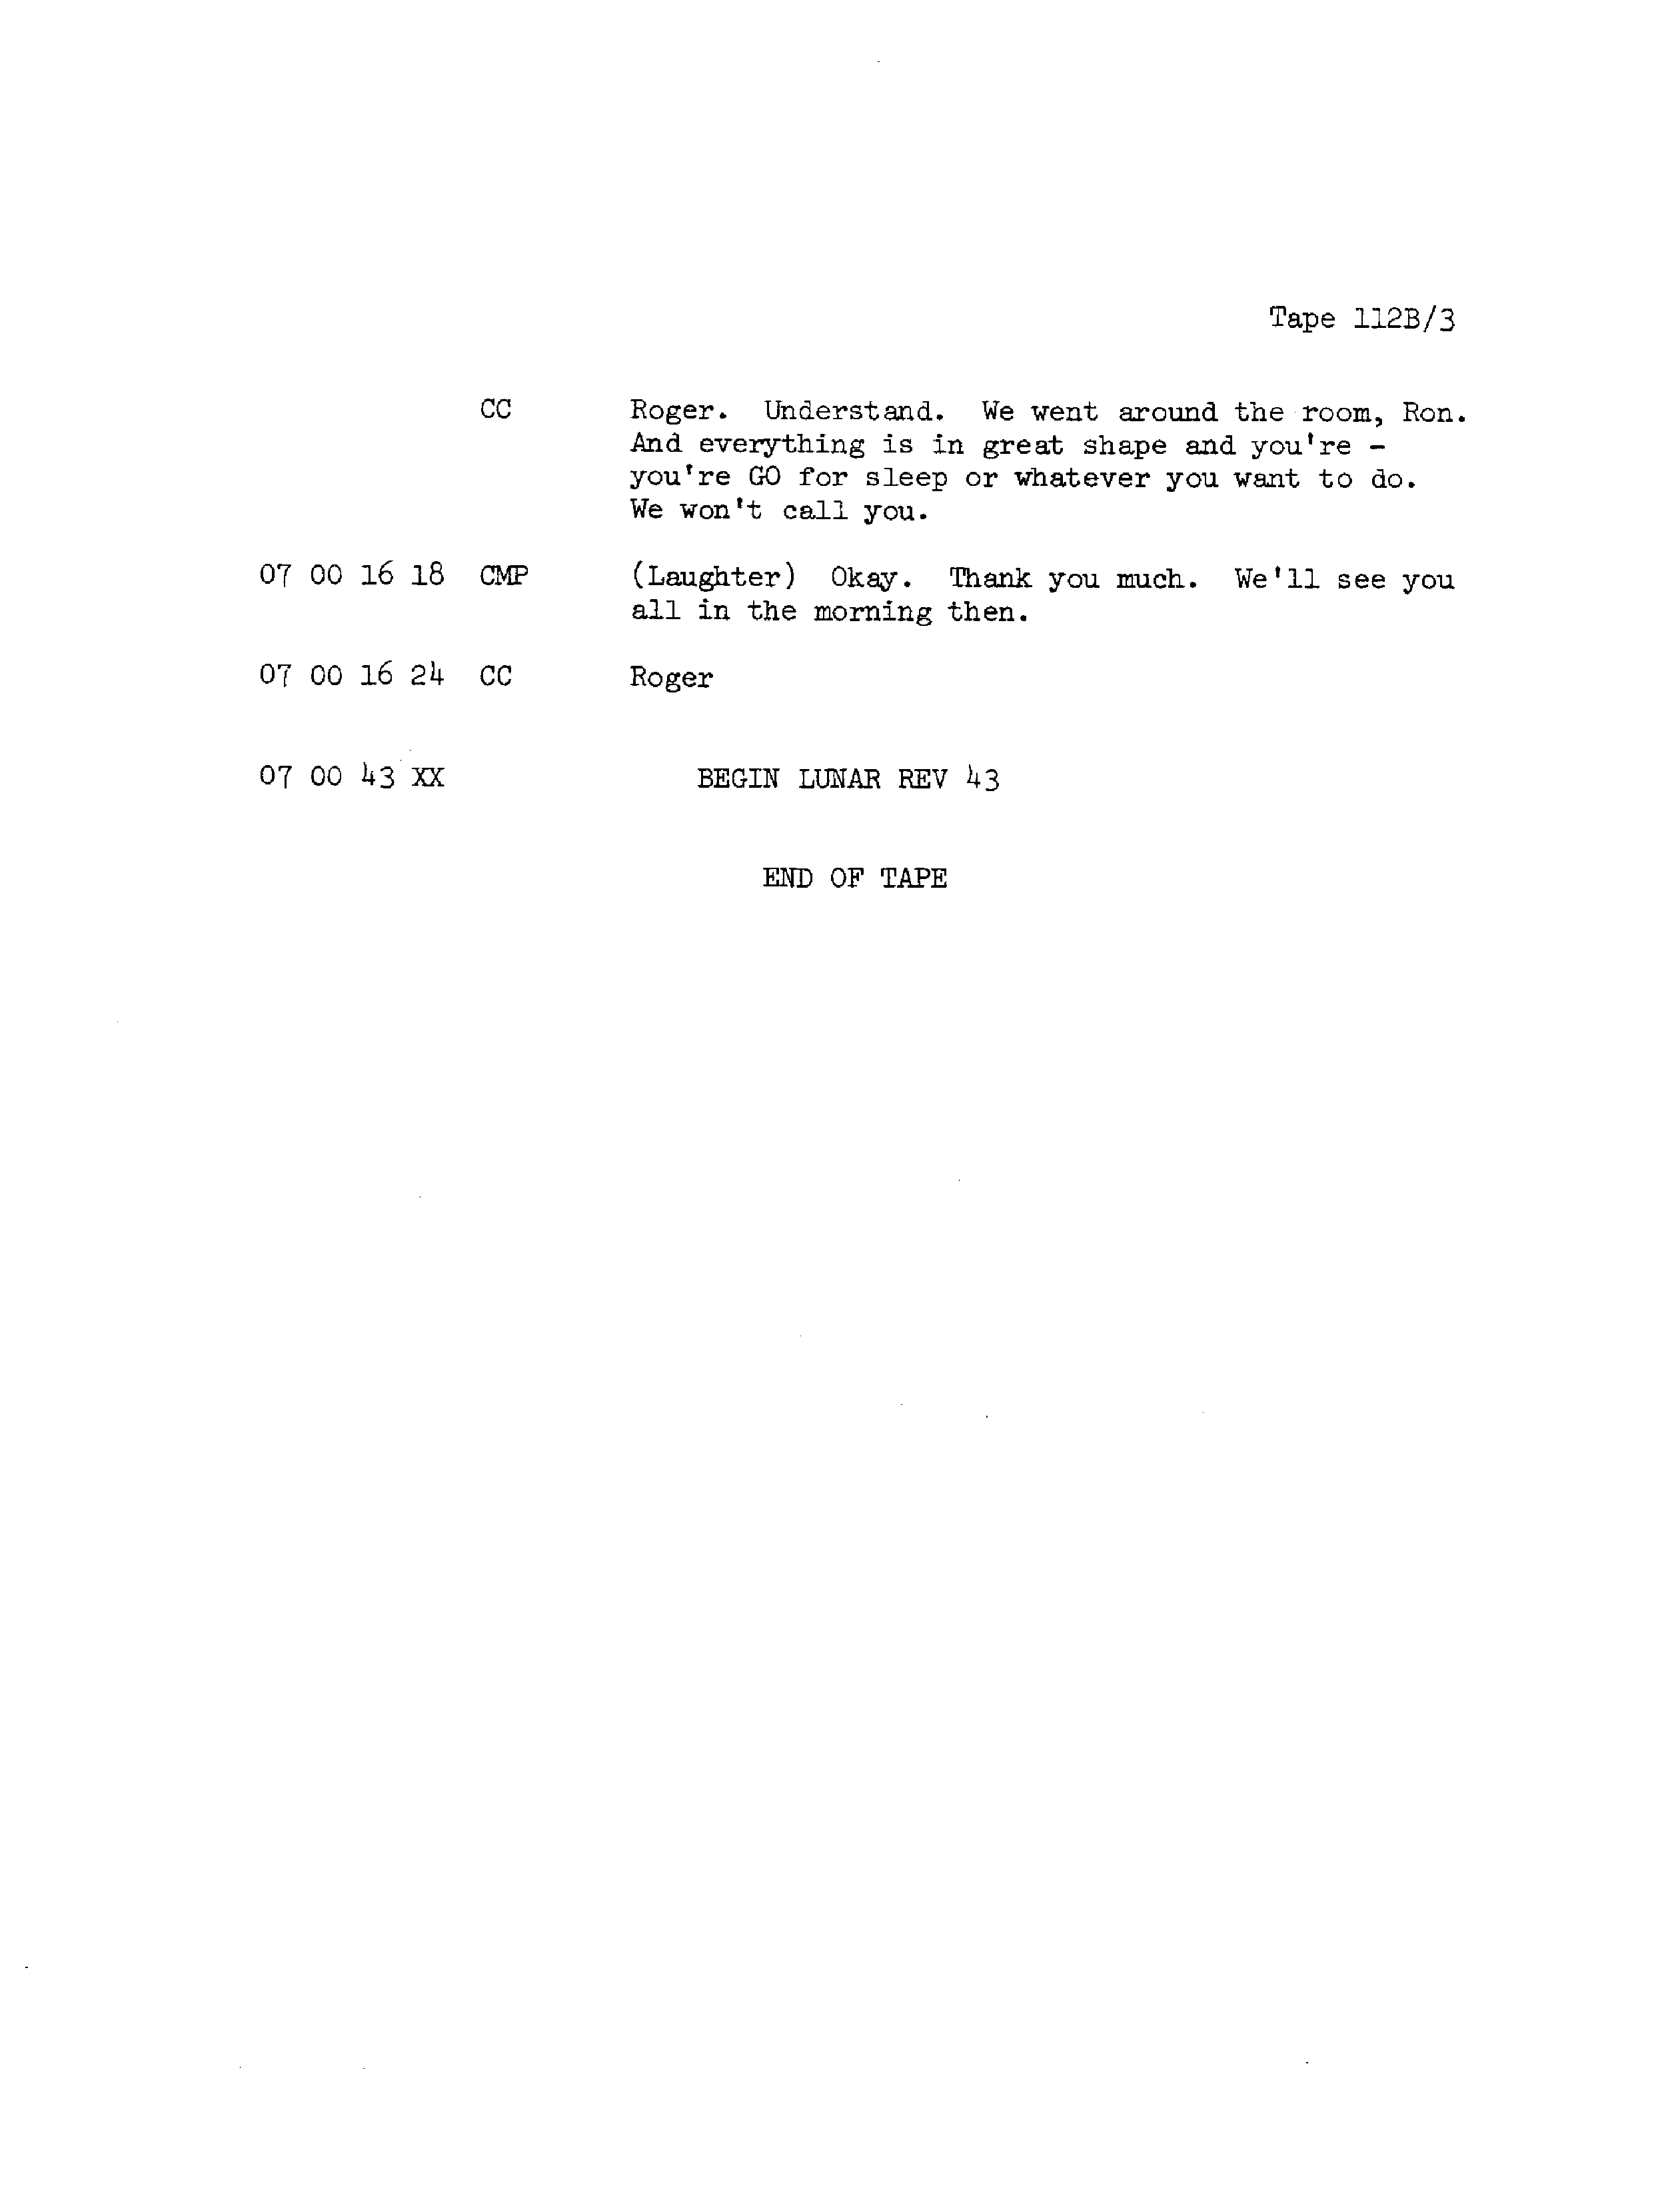 Tape 112B/3
CC Roger. Understand. We went around the room, Ron.
And everything is in great shape and you're -
you're GO for sleep or whatever you want to do.
We won't call you.
07 00 16 18 CMP (Laughter) Okay. Thank you much. We'll see you
all in the morning then.
07 00 16 24 CC Roger
07 00 43 XX BEGIN LUNAR REV 43
END OF TAPE